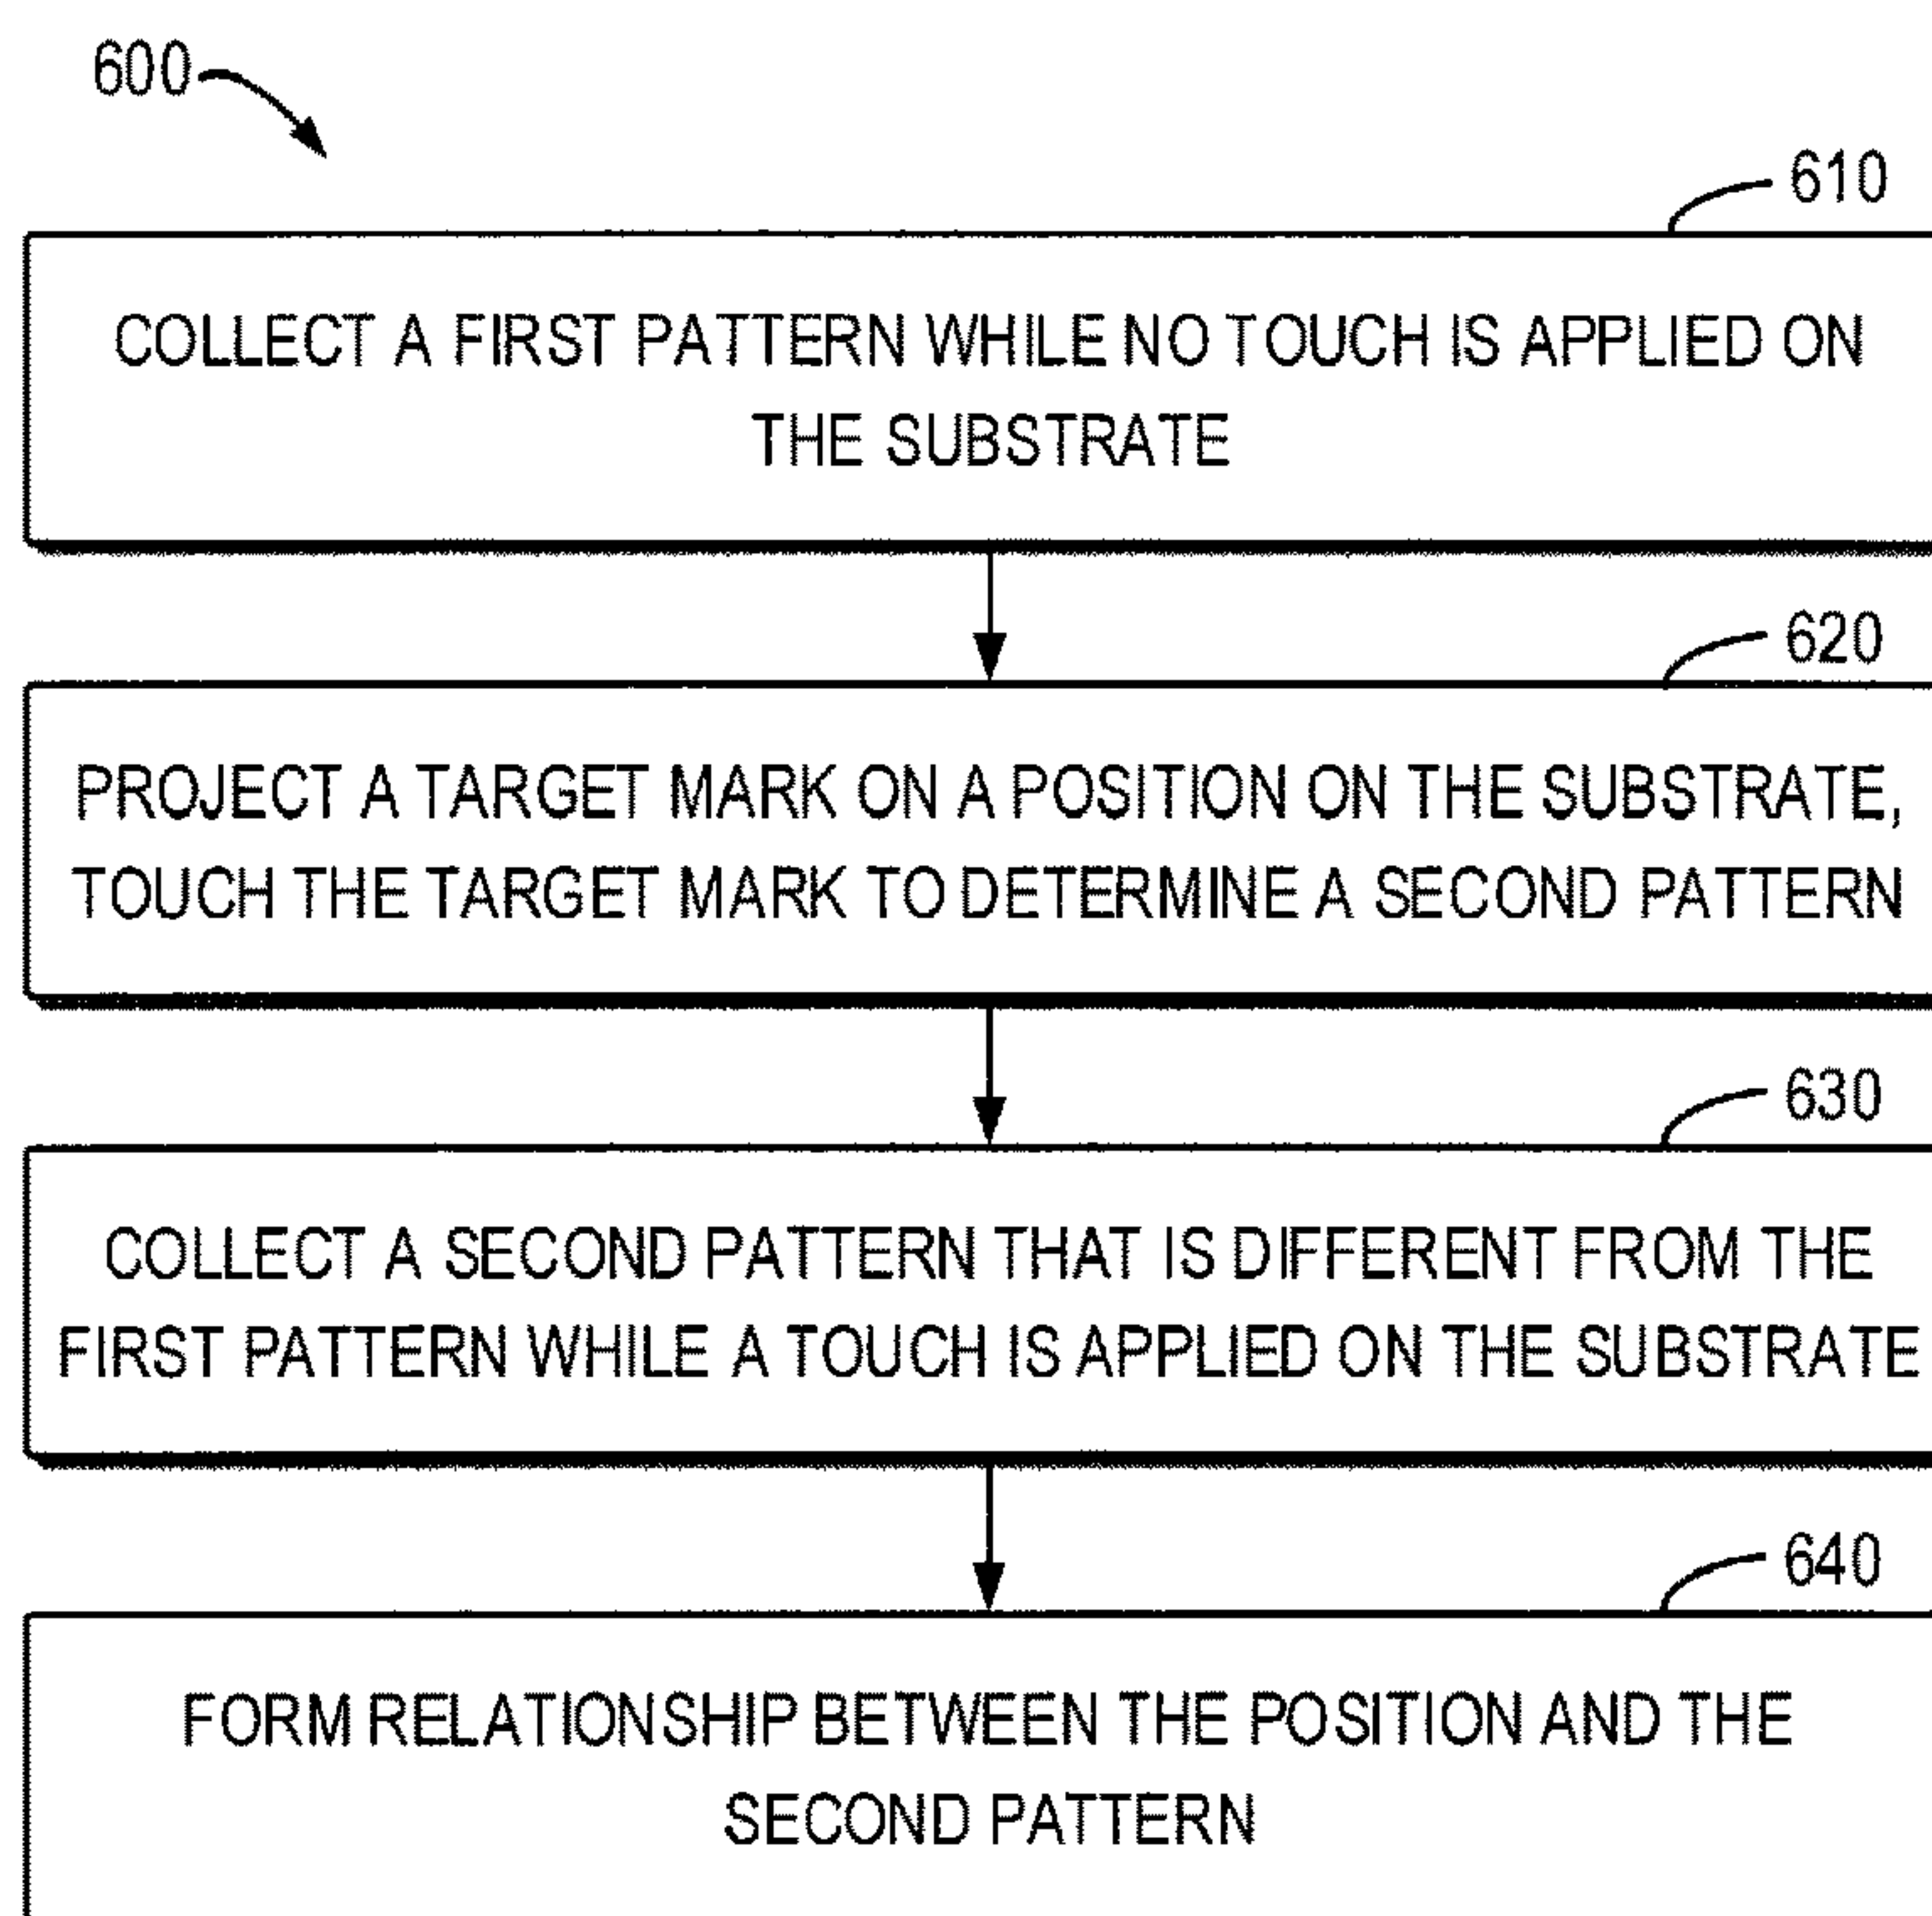 600
610
COLLECT A FIRST PATTERN WHILE NO TOUCH IS APPLIED ON
THE SUBSTRATE
620
PROJECT A TARGET MARK ON A POSITION ON THE SUBSTRATE,
TOUCH THE TARGET MARK TO DETERMINE A SECOND PATTERN
630
COLLECT A SECOND PATTERN THAT IS DIFFERENT FROM THE
FIRST PATTERN WHILE A TOUCH IS APPLIED ON THE SUBSTRATE
640
FORM RELATIONSHIP BETWEEN THE POSITION AND THE
SECOND PATTERN